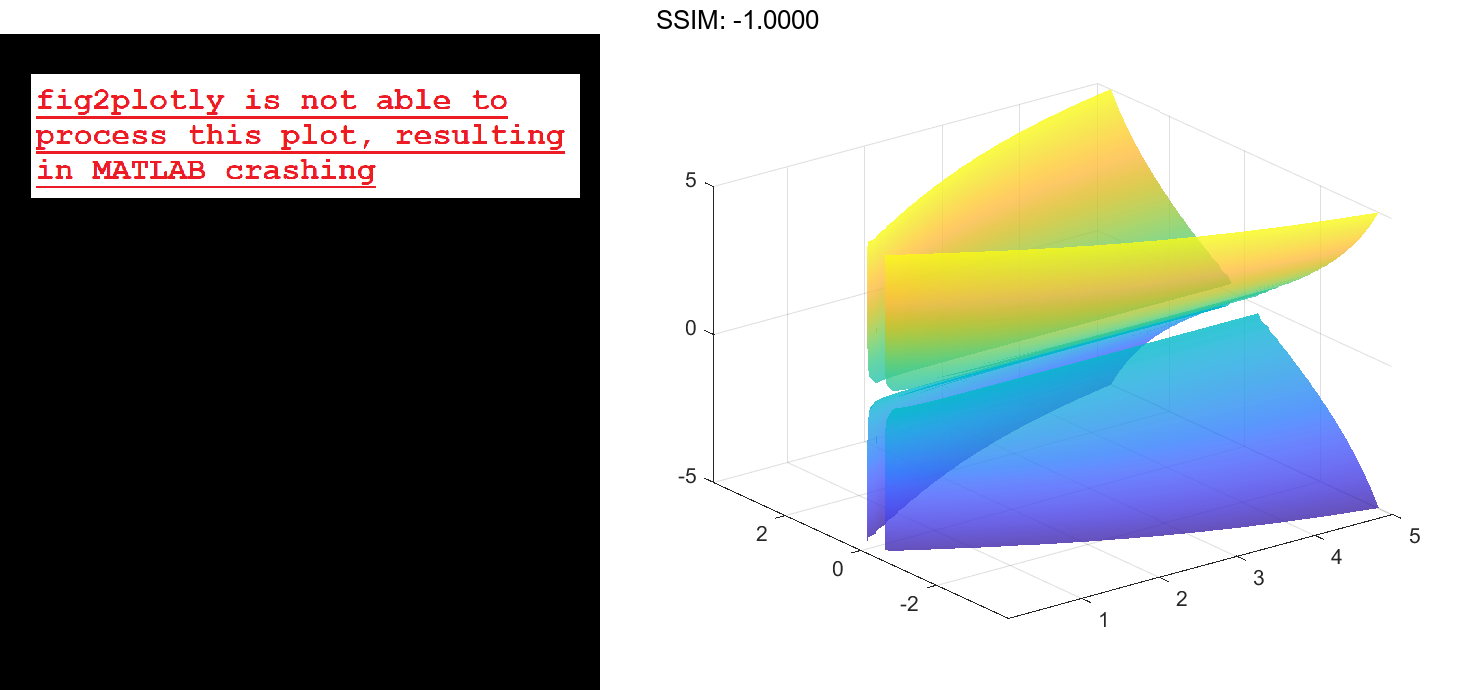 SSIM: -1.0000
fig2plotly is not able to
process this plot, resulting
in MATLAB crashing
5
0
-5
2
0
-2
1
2
3
4
5